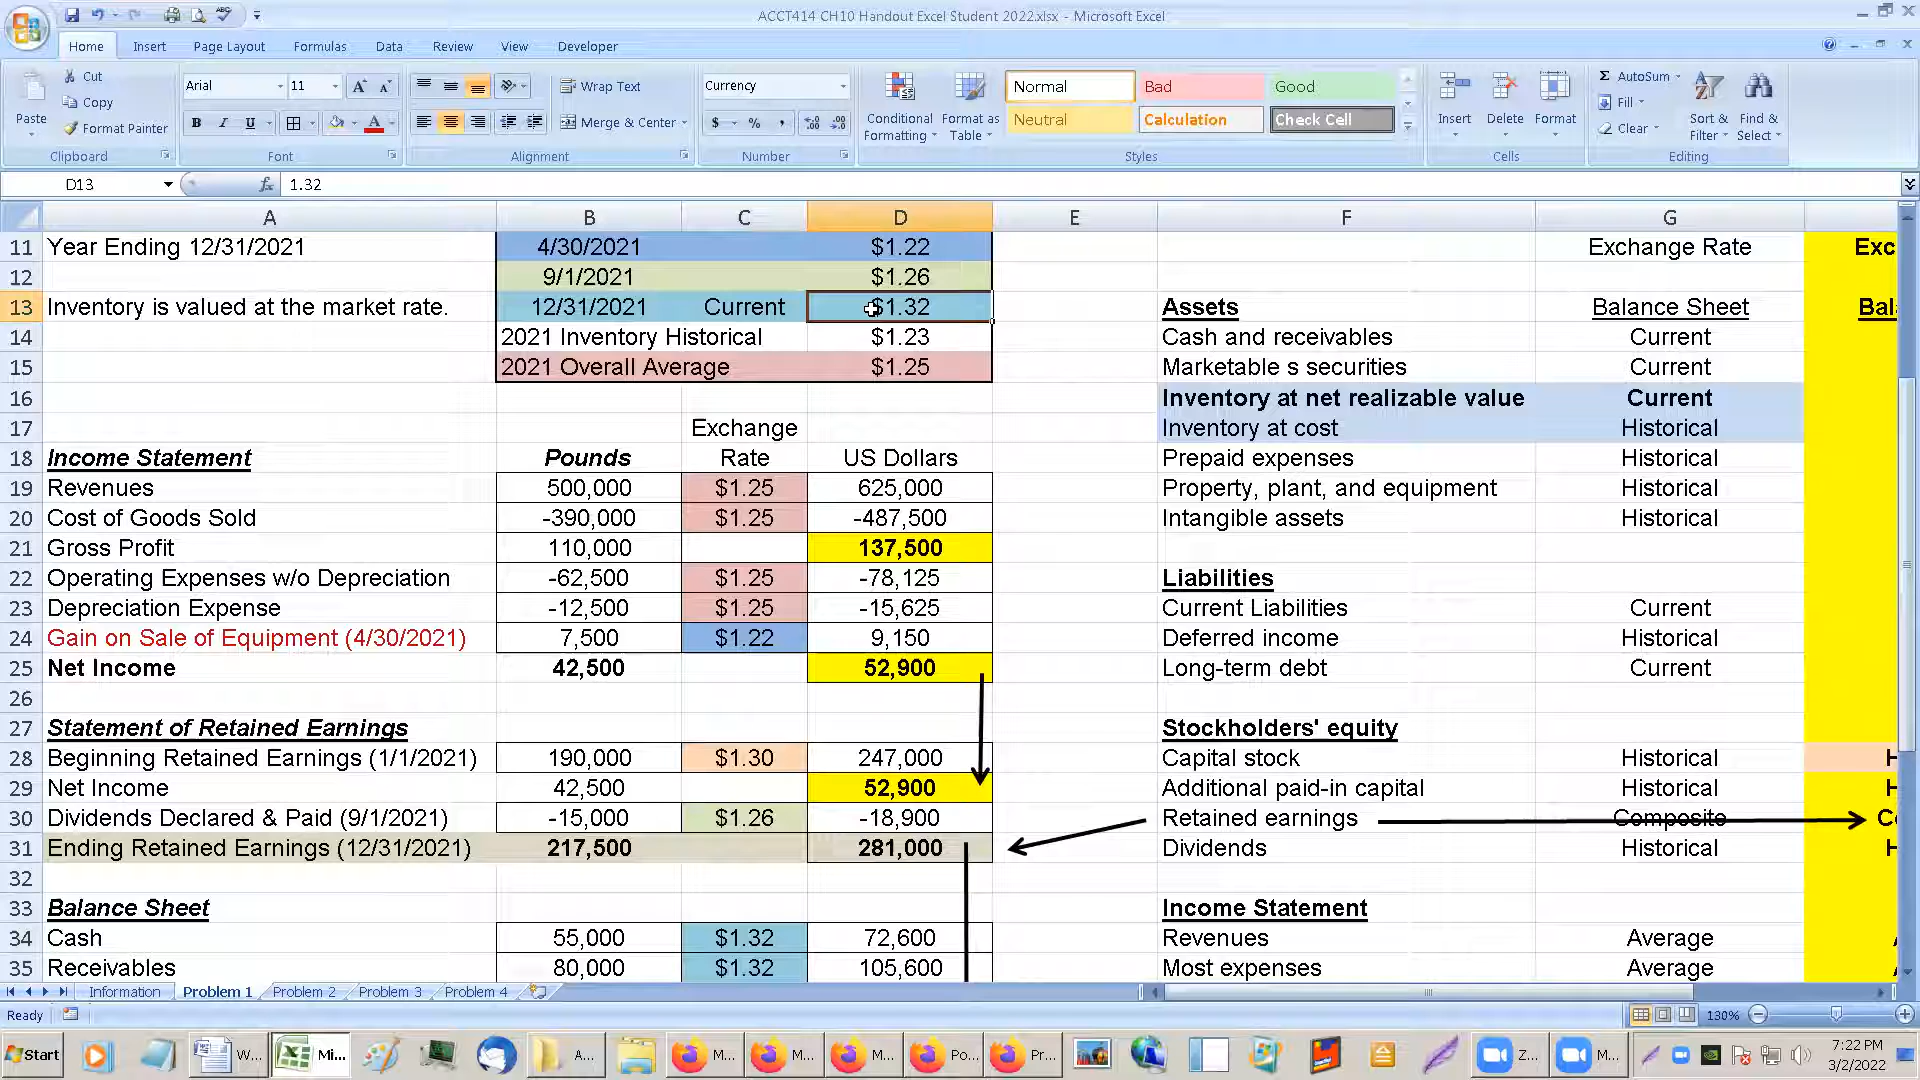 ACCT414 CH10 Handout Excel Student 2022.xlsx - Microsoft Excel
Home Insert Page Layout Formulas Data Review View Developer
Paste Cut Copy Format Painter Clipboard
Arial 11 B I U Font
Wrap Text Merge & Center Alignment
Currency $ % , Number
Conditional Formatting Format as Table Normal Bad Good Neutral Calculation Check Cell Styles
Insert Delete Format Cells
Σ AutoSum Fill Clear Sort & Filter Find & Select Editing
D13 fx 1.32
A B C D E F G
11 Year Ending 12/31/2021 4/30/2021 $1.22 Exchange Rate Exc
12 9/1/2021 $1.26
13 Inventory is valued at the market rate. 12/31/2021 Current $1.32 Assets Balance Sheet Bal
14 2021 Inventory Historical $1.23 Cash and receivables Current
15 2021 Overall Average $1.25 Marketable s securities Current
16 Inventory at net realizable value Current
17 Exchange Inventory at cost Historical
18 Income Statement Pounds Rate US Dollars Prepaid expenses Historical
19 Revenues 500,000 $1.25 625,000 Property, plant, and equipment Historical
20 Cost of Goods Sold -390,000 $1.25 -487,500 Intangible assets Historical
21 Gross Profit 110,000 137,500
22 Operating Expenses w/o Depreciation -62,500 $1.25 -78,125 Liabilities
23 Depreciation Expense -12,500 $1.25 -15,625 Current Liabilities Current
24 Gain on Sale of Equipment (4/30/2021) 7,500 $1.22 9,150 Deferred income Historical
25 Net Income 42,500 52,900 Long-term debt Current
26
27 Statement of Retained Earnings Stockholders' equity
28 Beginning Retained Earnings (1/1/2021) 190,000 $1.30 247,000 Capital stock Historical H
29 Net Income 42,500 52,900 Additional paid-in capital Historical H
30 Dividends Declared & Paid (9/1/2021) -15,000 $1.26 -18,900 Retained earnings Composite C
31 Ending Retained Earnings (12/31/2021) 217,500 281,000 Dividends Historical H
32
33 Balance Sheet Income Statement
34 Cash 55,000 $1.32 72,600 Revenues Average
35 Receivables 80,000 $1.32 105,600 Most expenses Average
Information Problem 1 Problem 2 Problem 3 Problem 4
Ready 130%
Start W... Mi... A... M... M... M... Po... Pr... Z... M... 7:22 PM
3/2/2022